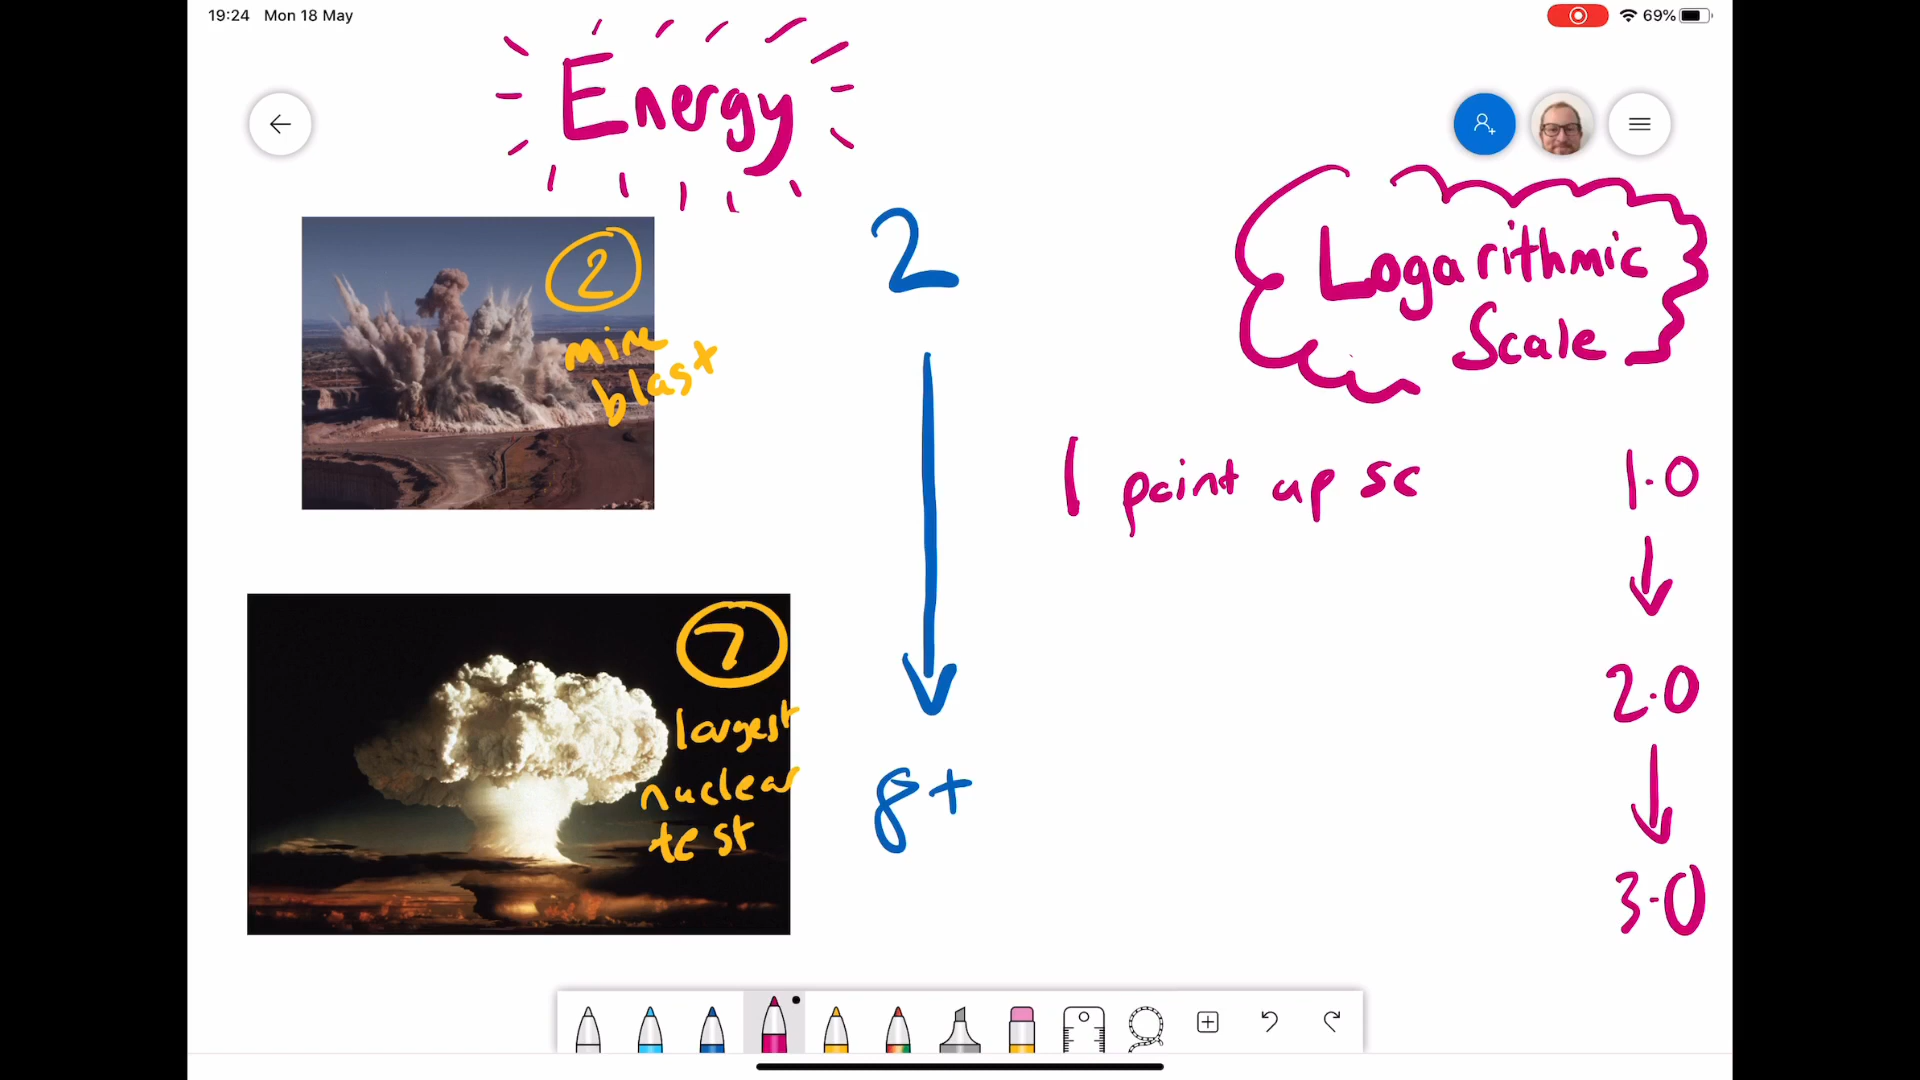 19:24 Mon 18 May
69%
Energy
2
mine
blast
2
Logarithmic
Scale
1 point up sc
1.0
2.0
3.0
7
largest
nuclear
test
8+